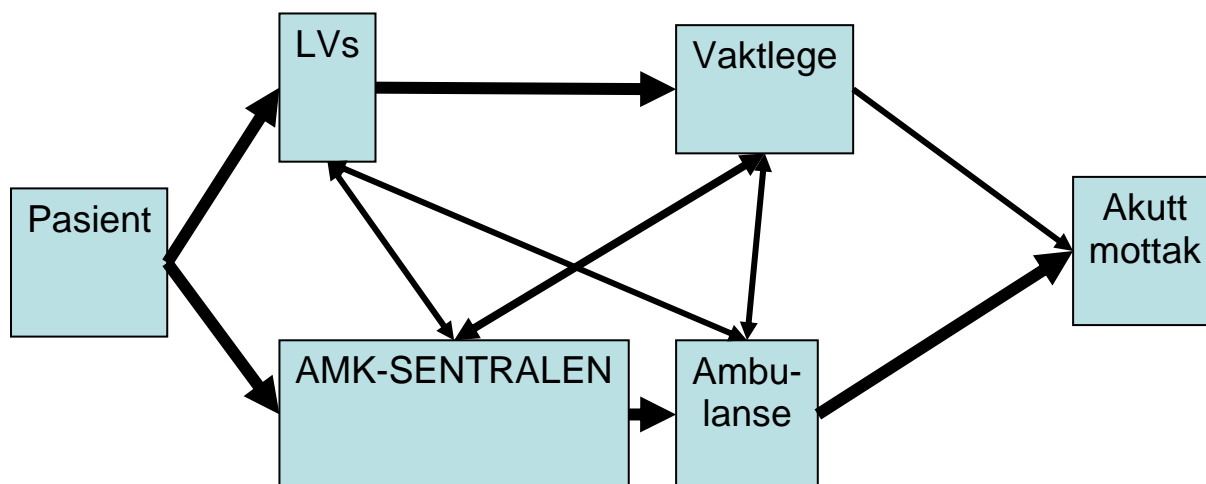 LVs
Vaktlege
Pasient
Akutt
mottak
AMK-SENTRALEN
Ambu-
lanse